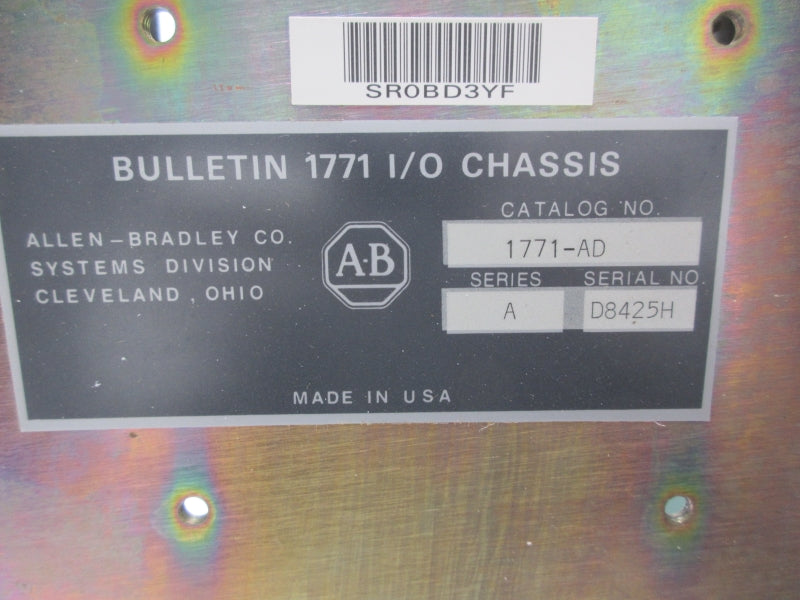 SR0BD3YF
BULLETIN 1771 I/O CHASSIS
CATALOG NO.
ALLEN-BRADLEY CO.
SYSTEMS DIVISION
CLEVELAND, OHIO
A·B
1771-AD
SERIES SERIAL NO.
A D8425H
MADE IN USA